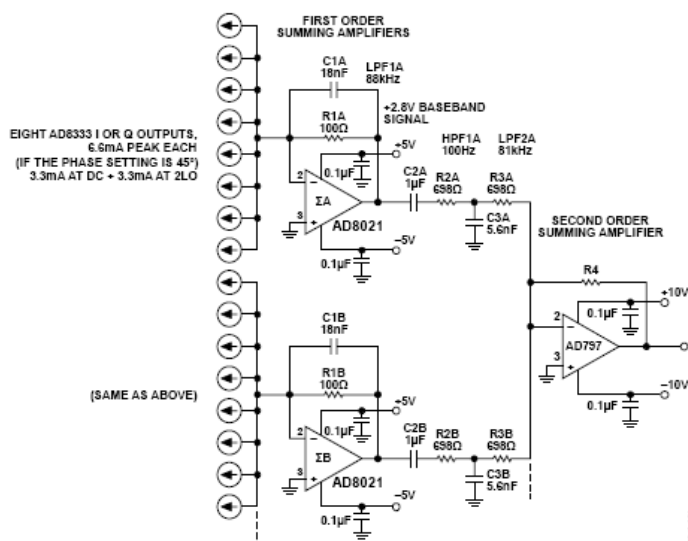 FIRST ORDER
SUMMING AMPLIFIERS
C1A
18nF
LPF1A
88kHz
R1A
100Ω
+2.8V BASEBAND
SIGNAL
EIGHT AD8333 I OR Q OUTPUTS,
6.6mA PEAK EACH
(IF THE PHASE SETTING IS 45°)
3.3mA AT DC + 3.3mA AT 2LO
+5V
0.1µF
2
3
ΣA
AD8021
–5V
0.1µF
C2A
1µF
HPF1A
100Hz
R2A
698Ω
LPF2A
81kHz
R3A
698Ω
C3A
5.6nF
SECOND ORDER
SUMMING AMPLIFIER
R4
+10V
0.1µF
2
3
AD797
–10V
0.1µF
(SAME AS ABOVE)
C1B
18nF
R1B
100Ω
+5V
0.1µF
2
3
ΣB
AD8021
–5V
0.1µF
C2B
1µF
R2B
698Ω
R3B
698Ω
C3B
5.6nF